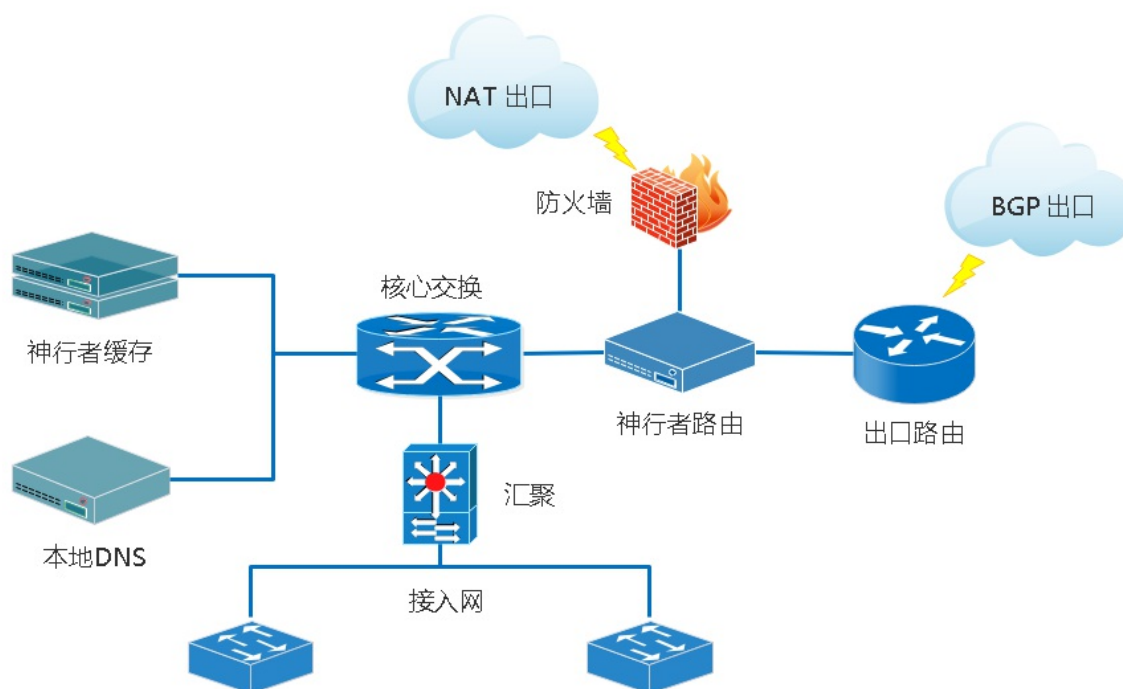 NAT 出口
BGP 出口
防火墙
核心交换
神行者缓存
神行者路由
出口路由
汇聚
本地DNS
接入网